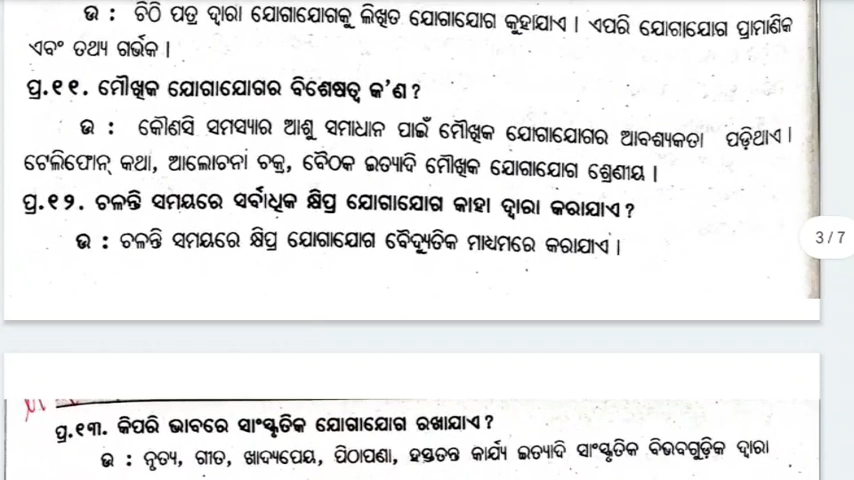 ଉ : ଚିଠି ପତ୍ର ଦ୍ୱାରା ଯୋଗାଯୋଗକୁ ଲିଖିତ ଯୋଗାଯୋଗ କୁହାଯାଏ । ଏପରି ଯୋଗାଯୋଗ ପ୍ରାମାଣିକ
ଏବଂ ତଥ୍ୟ ଗର୍ଭକ ।
ପ୍ର.୧୧. ମୌଖିକ ଯୋଗାଯୋଗର ବିଶେଷତ୍ୱ କ'ଣ ?
ଉ : କୌଣସି ସମସ୍ୟାର ଆଶୁ ସମାଧାନ ପାଇଁ ମୌଖିକ ଯୋଗାଯୋଗର ଆବଶ୍ୟକତା ପଡ଼ିଥାଏ ।
ଟେଲିଫୋନ୍ କଥା, ଆଲୋଚନା ଚକ୍ର, ବୈଠକ ଇତ୍ୟାଦି ମୌଖିକ ଯୋଗାଯୋଗ ଶ୍ରେଣୀୟ ।
ପ୍ର.୧୨. ଚଳନ୍ତି ସମୟରେ ସର୍ବାଧିକ କ୍ଷିପ୍ର ଯୋଗାଯୋଗ କାହା ଦ୍ୱାରା କରାଯାଏ ?
ଉ : ଚଳନ୍ତି ସମୟରେ କ୍ଷିପ୍ର ଯୋଗାଯୋଗ ବୈଦ୍ୟୁତିକ ମାଧ୍ୟମରେ କରାଯାଏ ।
3 / 7
ପ୍ର.୧୩. କିପରି ଭାବରେ ସାଂସ୍କୃତିକ ଯୋଗାଯୋଗ ରଖାଯାଏ ?
ଉ : ନୃତ୍ୟ, ଗୀତ, ଖାଦ୍ୟପେୟ, ପିଠାପଣା, ହସ୍ତତନ୍ତ କାର୍ଯ୍ୟ ଇତ୍ୟାଦି ସାଂସ୍କୃତିକ ବିଭବଗୁଡ଼ିକ ଦ୍ୱାରା